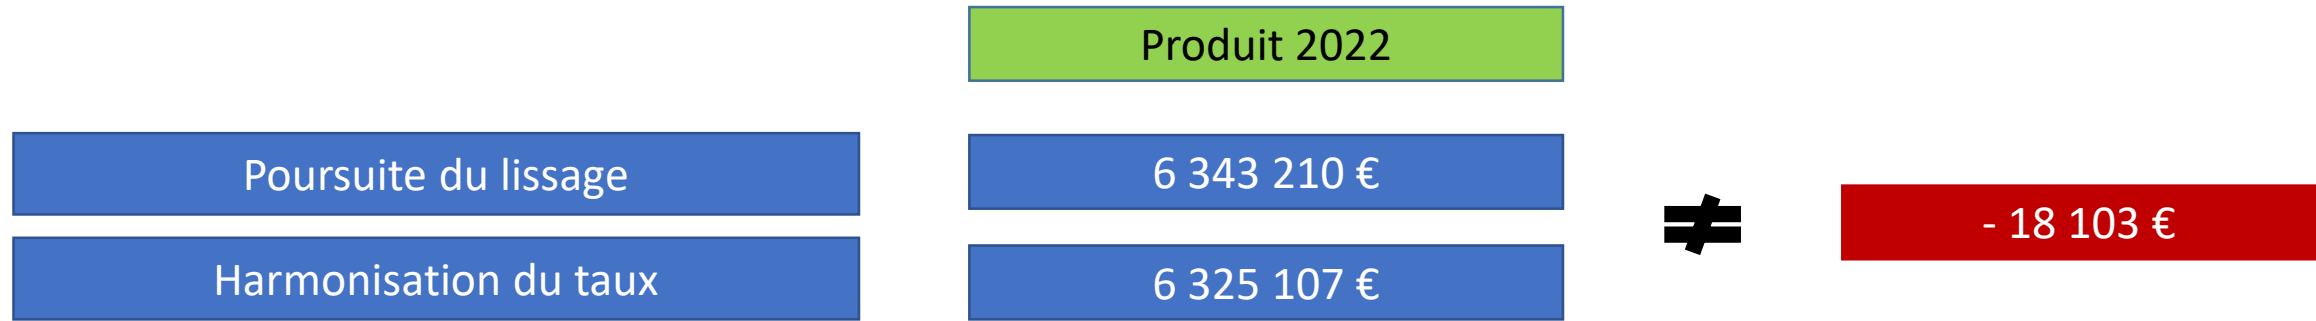 Produit 2022
Poursuite du lissage
6 343 210 €
Harmonisation du taux
6 325 107 €
≠
- 18 103 €